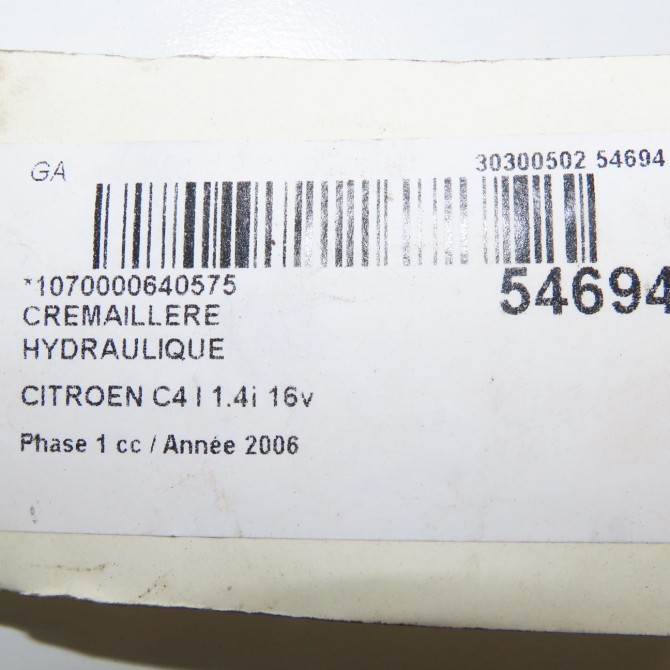 GA
30300502 54694
*1070000640575
54694
CREMAILLERE
HYDRAULIQUE
CITROEN C4 I 1.4i 16v
Phase 1 cc / Année 2006